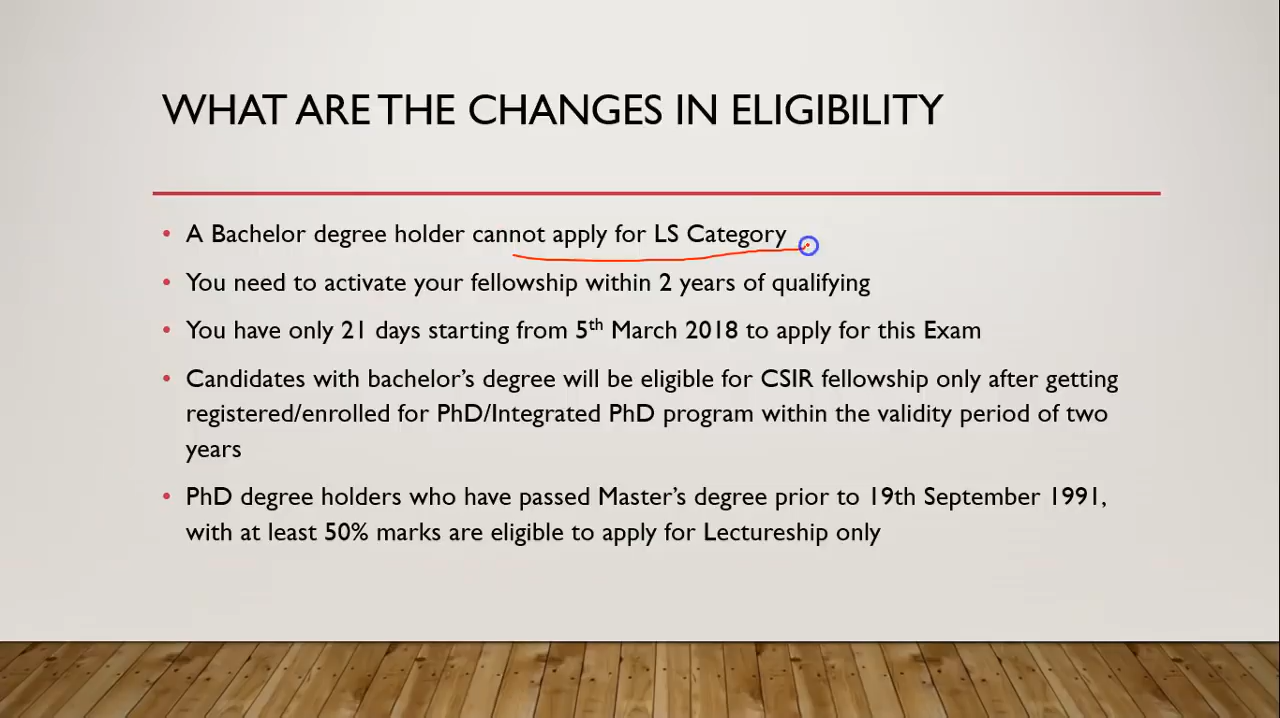 WHAT ARE THE CHANGES IN ELIGIBILITY
• A Bachelor degree holder cannot apply for LS Category
• You need to activate your fellowship within 2 years of qualifying
• You have only 21 days starting from 5th March 2018 to apply for this Exam
• Candidates with bachelor’s degree will be eligible for CSIR fellowship only after getting
registered/enrolled for PhD/Integrated PhD program within the validity period of two
years
• PhD degree holders who have passed Master’s degree prior to 19th September 1991,
with at least 50% marks are eligible to apply for Lectureship only